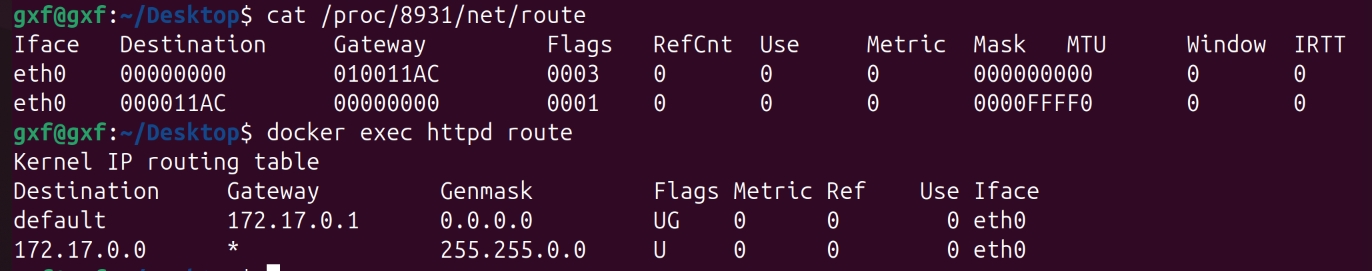 gxf@gxf:~/Desktop$ cat /proc/8931/net/route
Iface Destination Gateway Flags RefCnt Use Metric Mask MTU Window IRTT
eth0 00000000 010011AC 0003 0 0 0 000000000 0 0
eth0 000011AC 00000000 0001 0 0 0 0000FFFF0 0 0
gxf@gxf:~/Desktop$ docker exec httpd route
Kernel IP routing table
Destination Gateway Genmask Flags Metric Ref Use Iface
default 172.17.0.1 0.0.0.0 UG 0 0 0 eth0
172.17.0.0 * 255.255.0.0 U 0 0 0 eth0